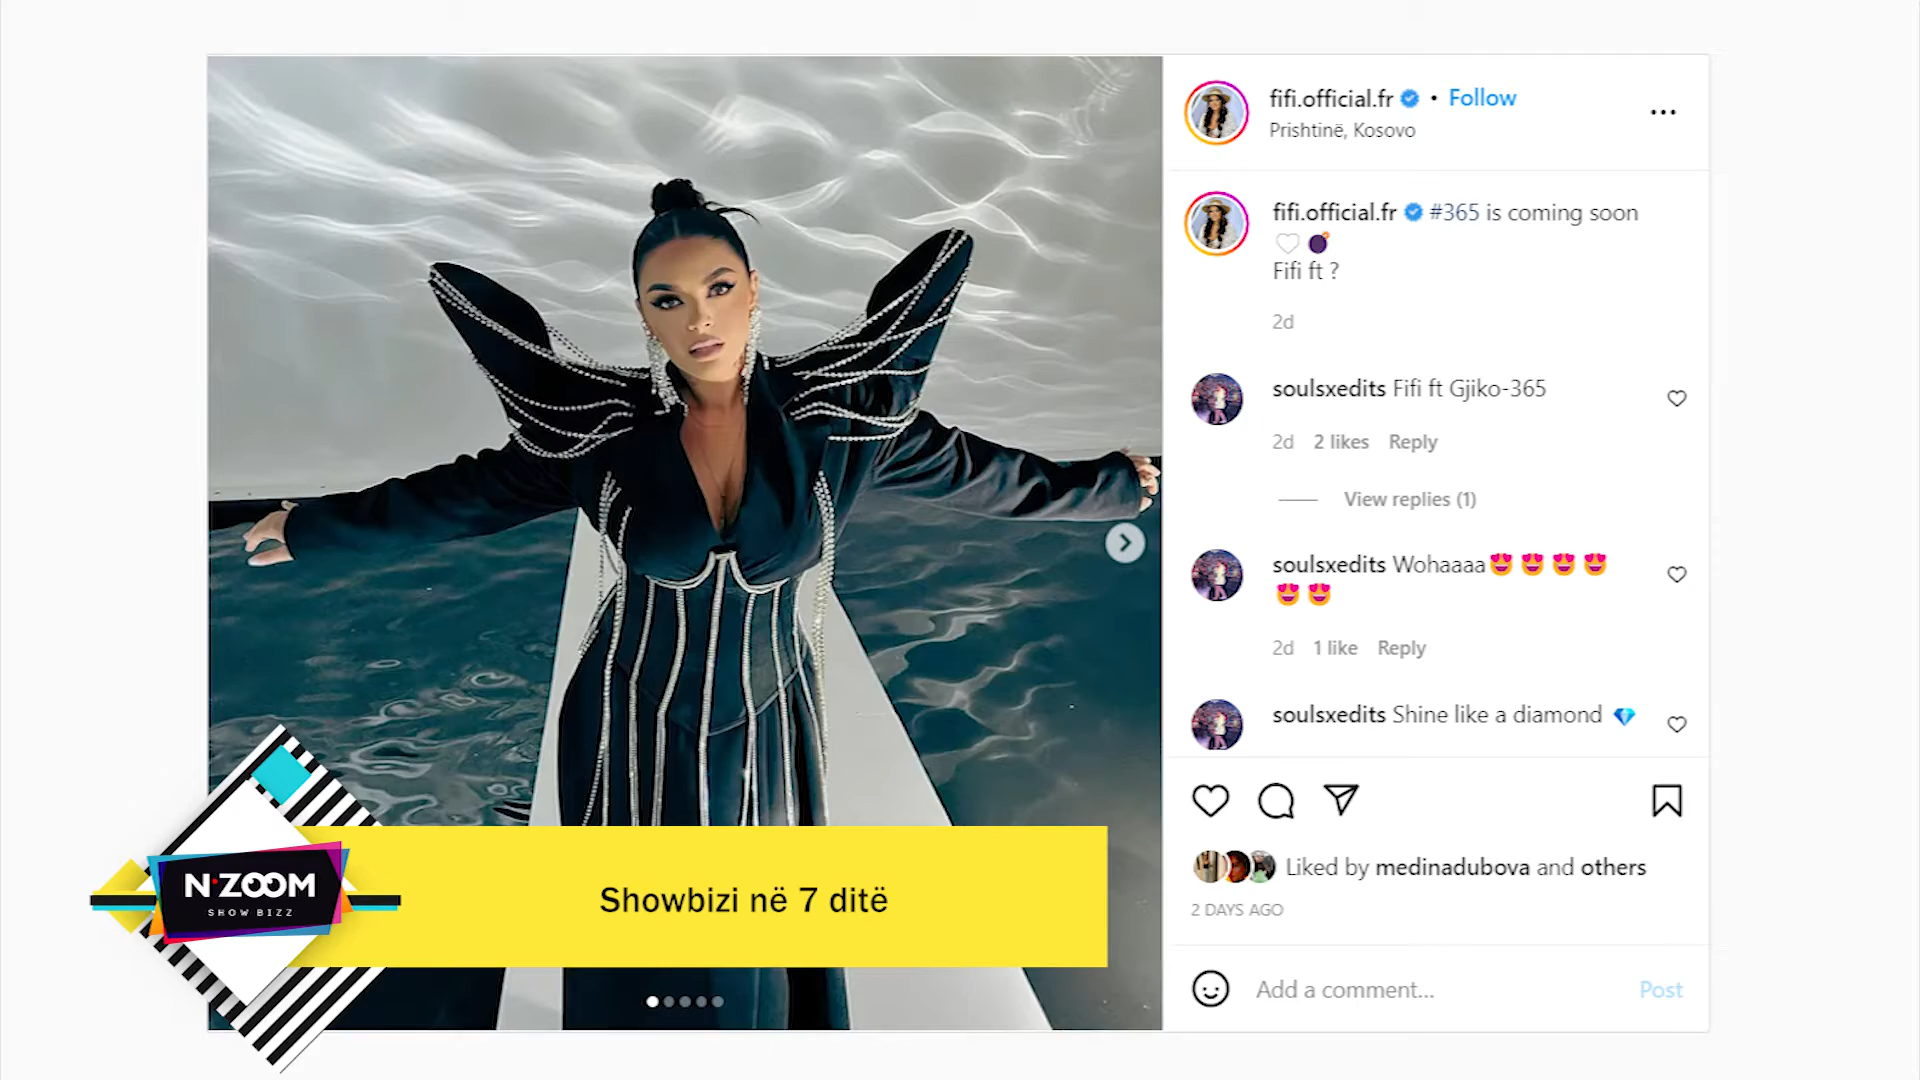 fifi.official.fr • Follow
Prishtinë, Kosovo
fifi.official.fr #365 is coming soon
Fifi ft ?
2d
soulsxedits Fifi ft Gjiko-365
2d 2 likes Reply
View replies (1)
soulsxedits Wohaaaa😍😍😍😍
😍😍
2d 1 like Reply
soulsxedits Shine like a diamond 💎
Liked by medinadubova and others
2 DAYS AGO
Add a comment... Post
N·ZOOM
SHOW BIZZ
Showbizi në 7 ditë